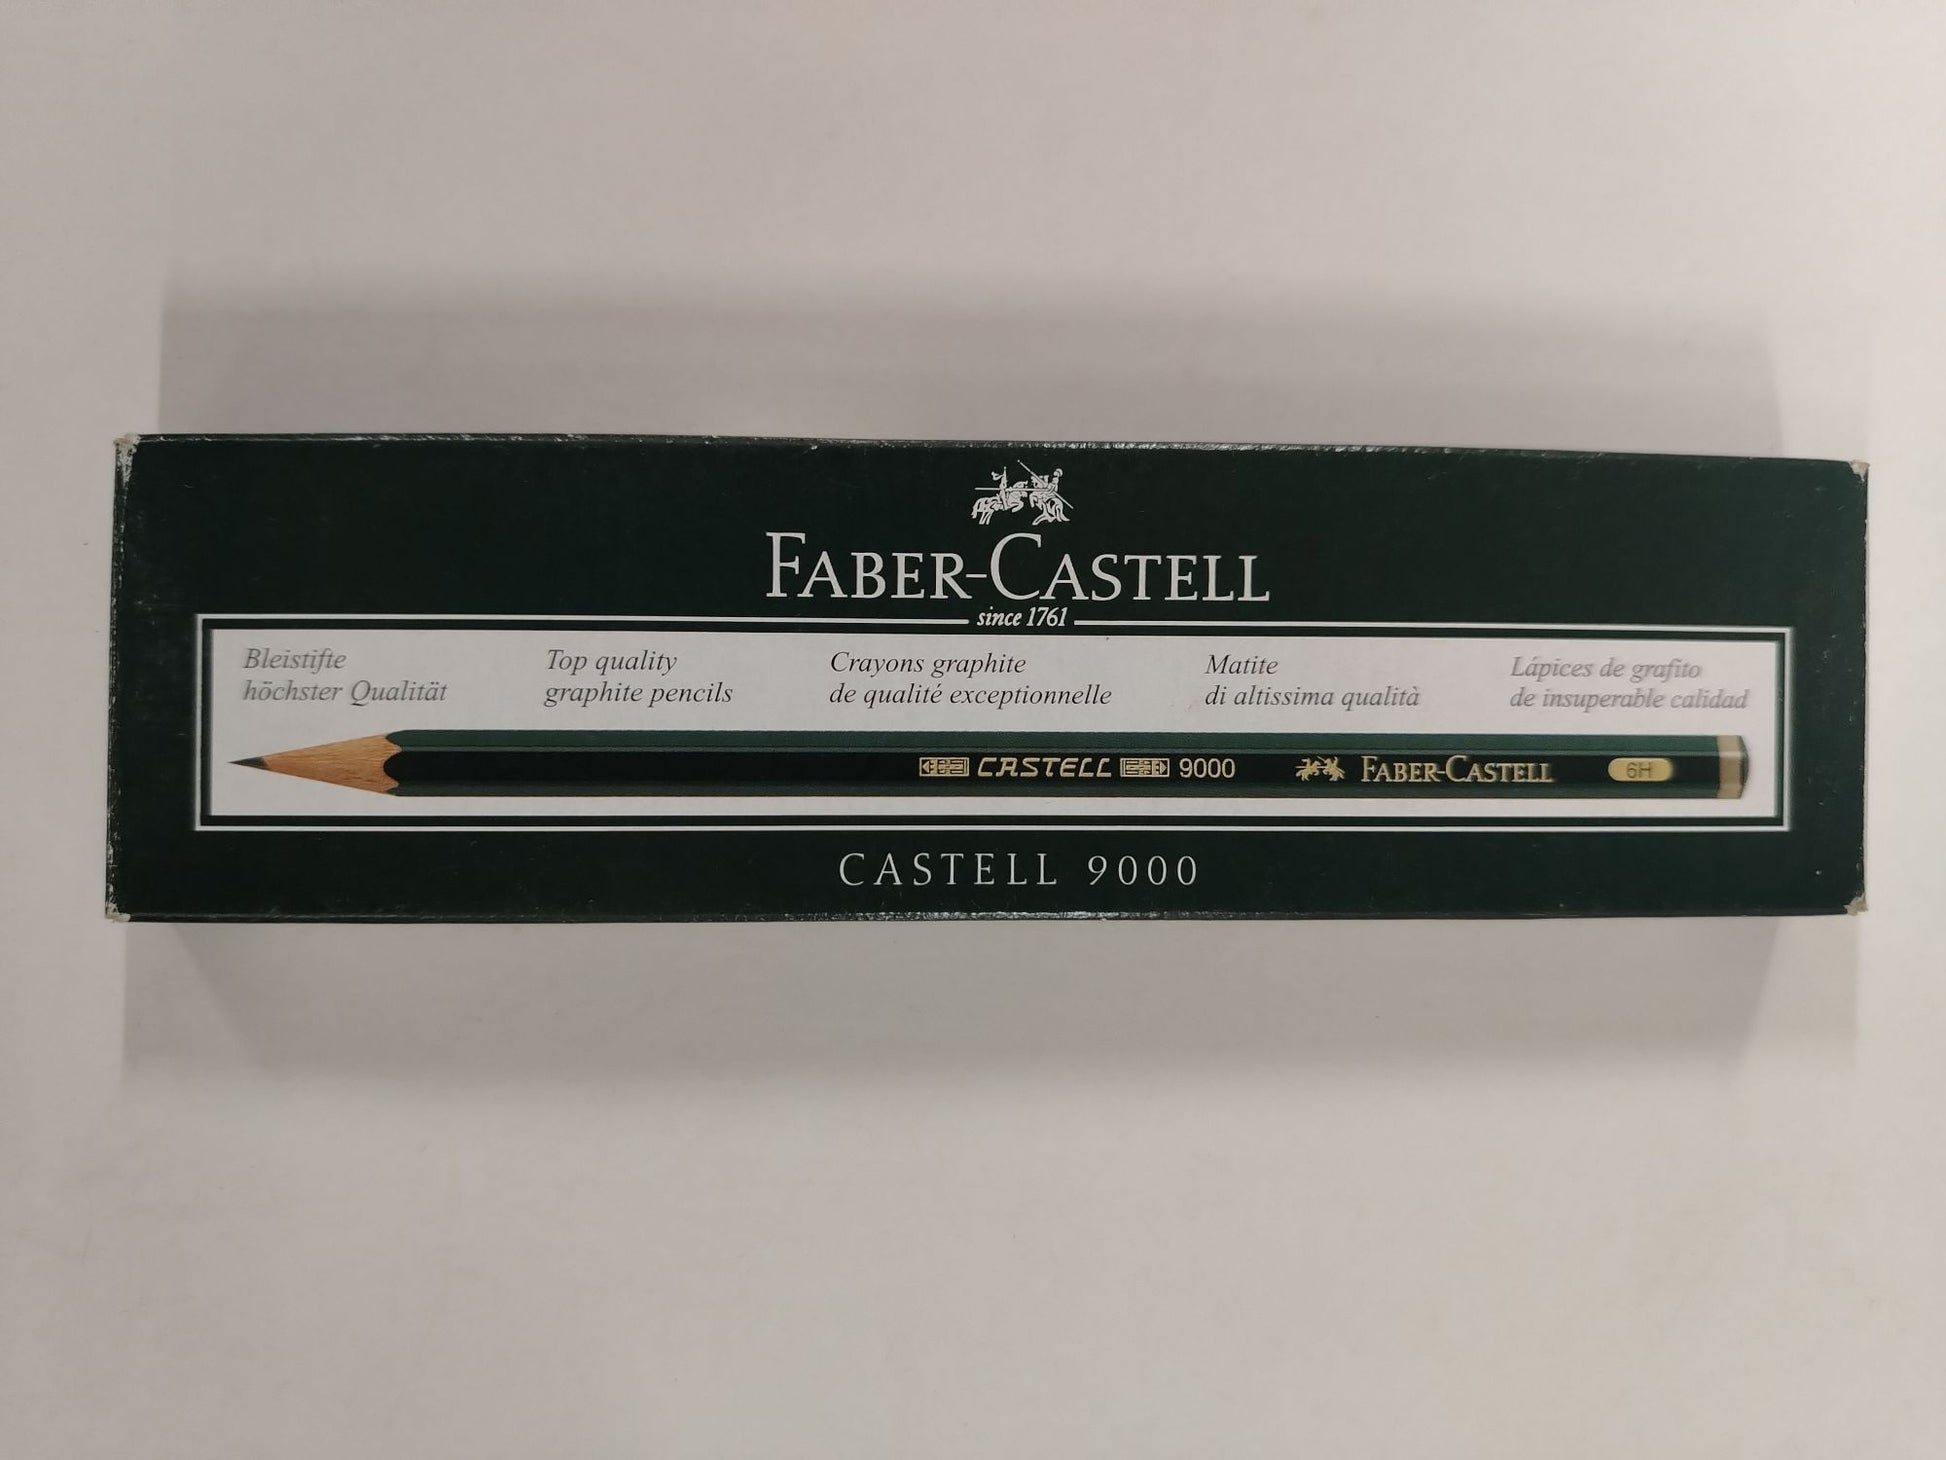 FABER-CASTELL
since 1761
Bleistifte
höchster Qualität
Top quality
graphite pencils
Crayons graphite
de qualité exceptionnelle
Matite
di altissima qualità
Lápices de grafito
de insuperable calidad
CASTELL 9000 FABER-CASTELL 6H
CASTELL 9000